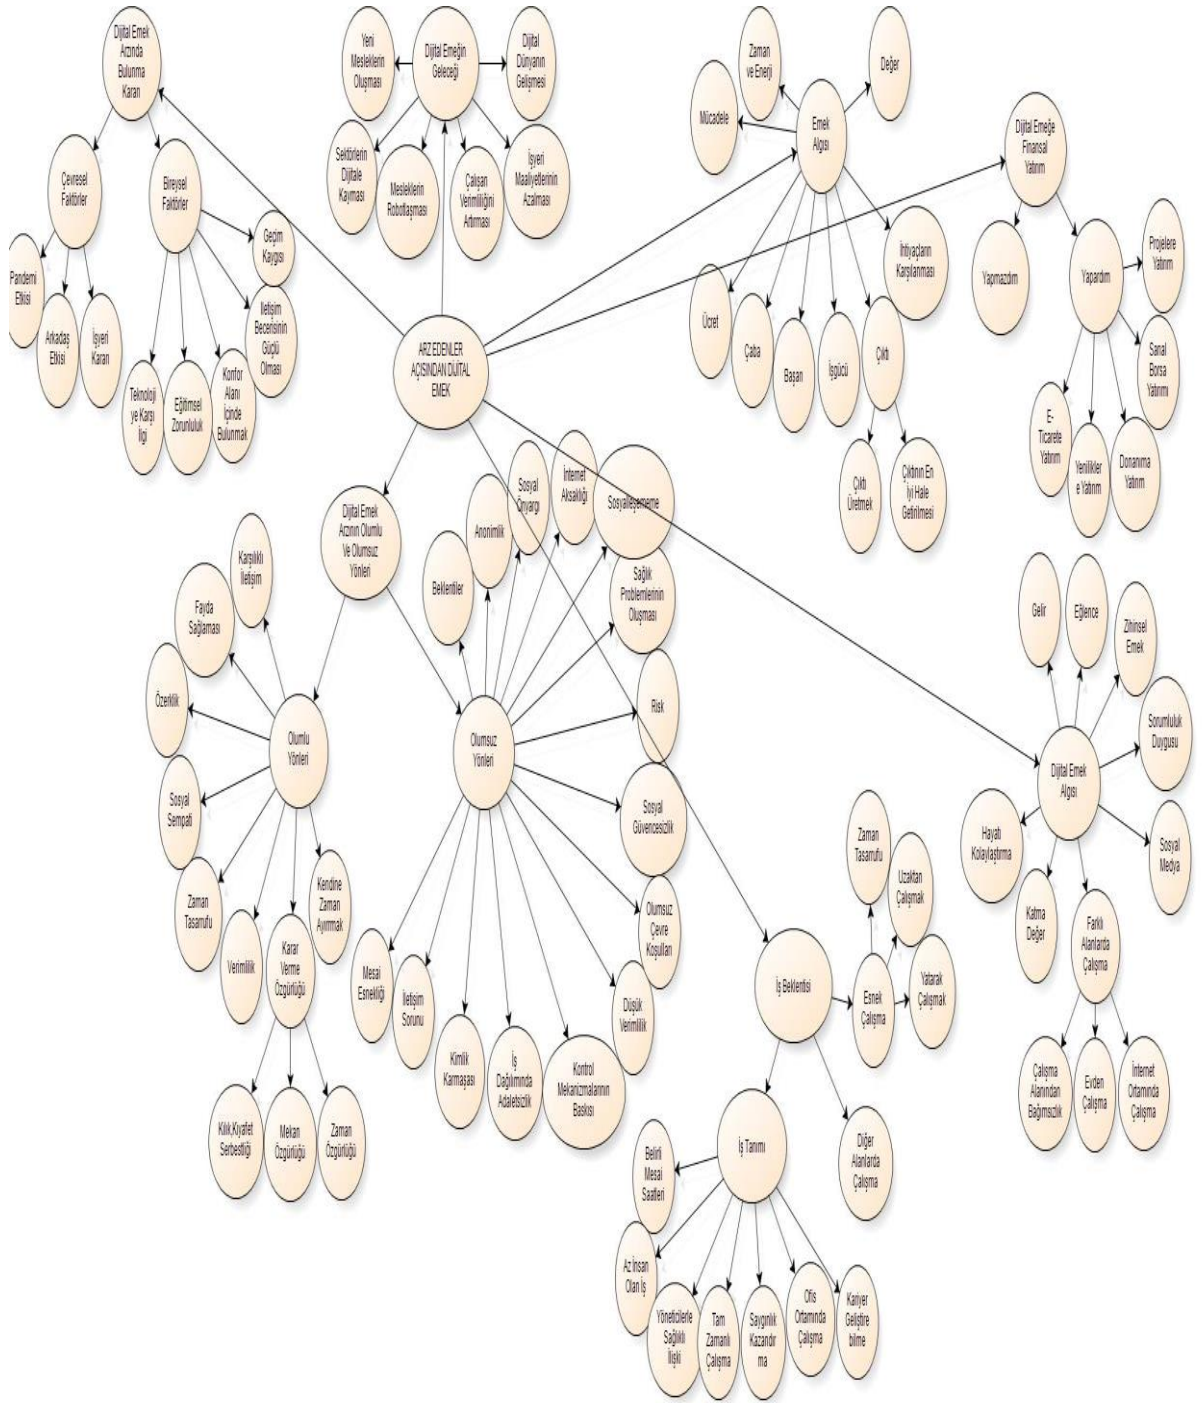 Dijital Emek
Arzında
Bulunma
Kararı
Çevresel
Faktörler
Bireysel
Faktörler
Pandemi
Etkisi
Arkadaş
Etkisi
İşyeri
Kararı
Geçim
Kaygısı
İletişim
Becerisinin
Güçlü
Olması
Teknoloji
ye Karşı
İlgi
Eğitimsel
Zorunluluk
Konfor
Alanı
İçinde
Bulunmak
Yeni
Mesleklerin
Oluşması
Dijital Emeğin
Geleceği
Dijital
Dünyanın
Gelişmesi
Sektörlerin
Dijitale
Kayması
Mesleklerin
Robotlaşması
Çalışan
Verimliliğini
Artırması
İşyeri
Maaliyetlerinin
Azalması
Zaman
ve Enerji
Değer
Mücadele
Emek
Algısı
Ücret
Çaba
Başarı
İşgücü
Çıktı
İhtiyaçların
Karşılanması
Çıktı
Üretmek
Çıktının En
İyi Hale
Getirilmesi
Dijital Emeğe
Finansal
Yatırım
Yapmazdım
Yapardım
Projelere
Yatırım
Sanal
Borsa
Yatırımı
E-
Ticarete
Yatırım
Yenilikler
e Yatırım
Donanıma
Yatırım
ARZ EDENLER
AÇISINDAN DİJİTAL
EMEK
Dijital Emek
Arzının Olumlu
Ve Olumsuz
Yönleri
Karşılıklı
İletişim
Fayda
Sağlaması
Özerklik
Sosyal
Sempati
Zaman
Tasarrufu
Verimlilik
Karar
Verme
Özgürlüğü
Kendine
Zaman
Ayırmak
Olumlu
Yönleri
Kılık,Kıyafet
Serbestliği
Mekan
Özgürlüğü
Zaman
Özgürlüğü
Beklentiler
Anonimlik
Sosyal
Önyargı
İnternet
Aksaklığı
Sosyalleşememe
Sağlık
Problemlerinin
Oluşması
Risk
Olumsuz
Yönleri
Sosyal
Güvencesizlik
Olumsuz
Çevre
Koşulları
Düşük
Verimlilik
Kontrol
Mekanizmalarının
Baskısı
İş
Dağılımında
Adaletsizlik
Kimlik
Karmaşası
İletişim
Sorunu
Mesai
Esnekliği
Gelir
Eğlence
Zihinsel
Emek
Sorumluluk
Duygusu
Dijital Emek
Algısı
Hayatı
Kolaylaştırma
Sosyal
Medya
Katma
Değer
Farklı
Alanlarda
Çalışma
Çalışma
Alanından
Bağımsızlık
Evden
Çalışma
İnternet
Ortamında
Çalışma
İş Beklentisi
Zaman
Tasarrufu
Uzaktan
Çalışmak
Esnek
Çalışma
Yatarak
Çalışmak
İş Tanımı
Diğer
Alanlarda
Çalışma
Belirli
Mesai
Saatleri
Az İnsan
Olan İş
Yöneticilerle
Sağlıklı
İlişki
Tam
Zamanlı
Çalışma
Saygınlık
Kazandır
ma
Ofis
Ortamında
Çalışma
Kariyer
Geliştire
bilme